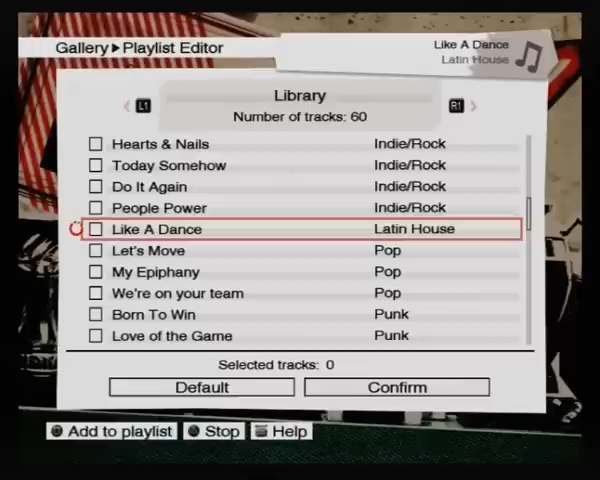 Gallery▶Playlist Editor
Like A Dance
Latin House
L1
Library
R1
Number of tracks: 60
Hearts & Nails Indie/Rock
Today Somehow Indie/Rock
Do It Again Indie/Rock
People Power Indie/Rock
Like A Dance Latin House
Let's Move Pop
My Epiphany Pop
We're on your team Pop
Born To Win Punk
Love of the Game Punk
Selected tracks: 0
Default Confirm
Add to playlist Stop Help